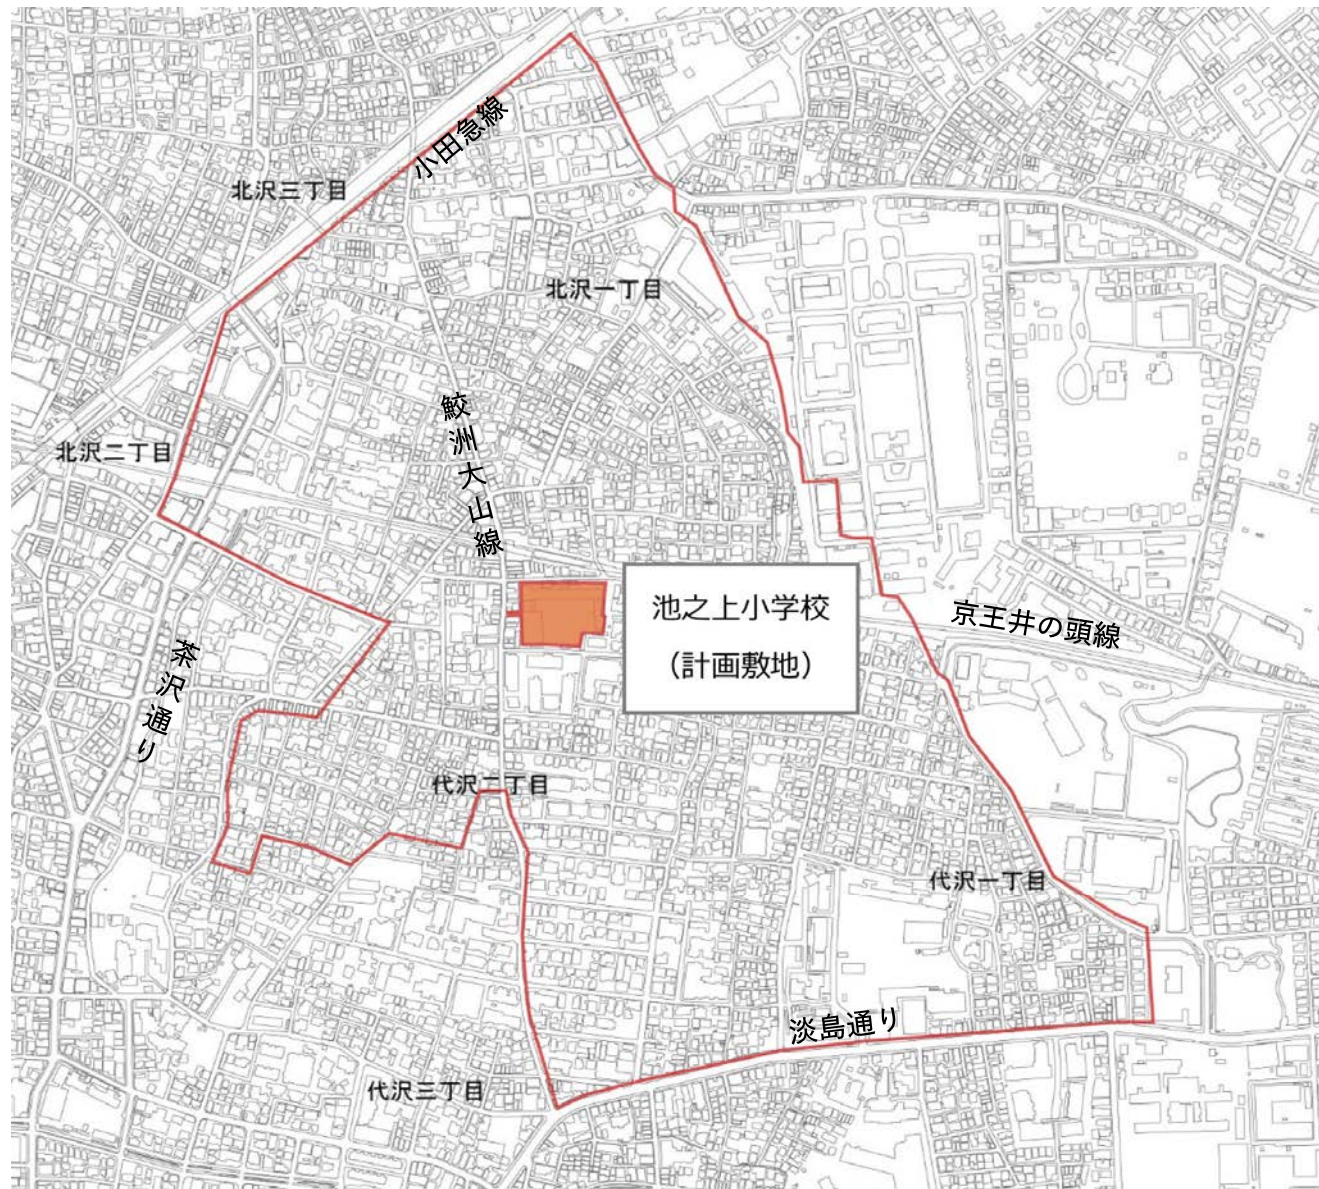 小田急線
北沢三丁目
北沢一丁目
鮫洲大山線
北沢二丁目
池之上小学校
（計画敷地）
京王井の頭線
茶沢通り
代沢二丁目
代沢一丁目
淡島通り
代沢三丁目